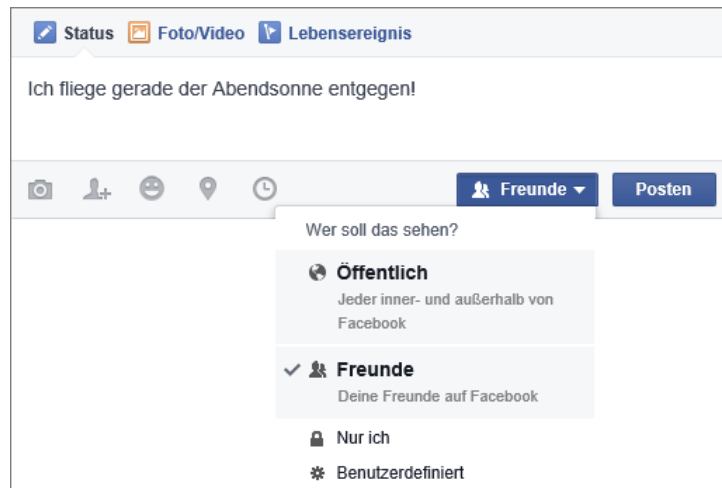 Status Foto/Video Lebensereignis
Ich fliege gerade der Abendsonne entgegen!
Freunde Posten
Wer soll das sehen?
Öffentlich
Jeder inner- und außerhalb von
Facebook
Freunde
Deine Freunde auf Facebook
Nur ich
Benutzerdefiniert